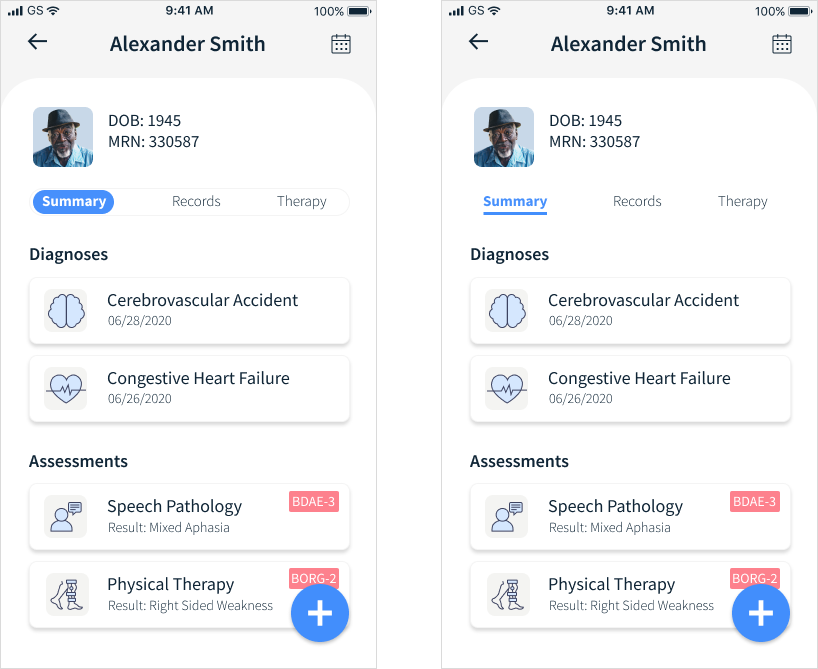 GS 9:41 AM 100%
Alexander Smith
DOB: 1945
MRN: 330587
Summary Records Therapy
Diagnoses
Cerebrovascular Accident
06/28/2020
Congestive Heart Failure
06/26/2020
Assessments
Speech Pathology BDAE-3
Result: Mixed Aphasia
Physical Therapy BORG-2
Result: Right Sided Weakness
GS 9:41 AM 100%
Alexander Smith
DOB: 1945
MRN: 330587
Summary Records Therapy
Diagnoses
Cerebrovascular Accident
06/28/2020
Congestive Heart Failure
06/26/2020
Assessments
Speech Pathology BDAE-3
Result: Mixed Aphasia
Physical Therapy BORG-2
Result: Right Sided Weakness